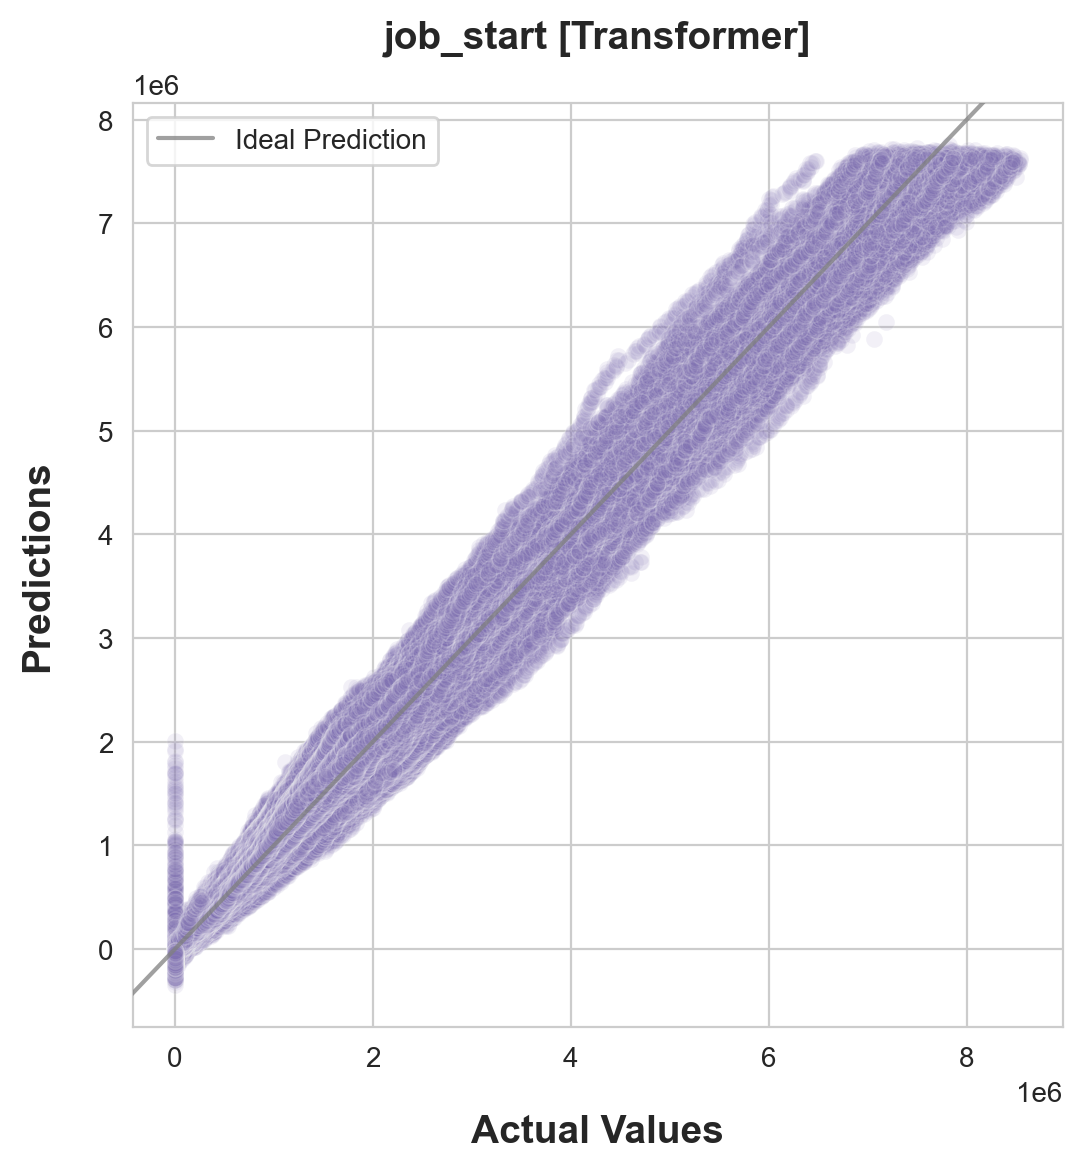 job_start [Transformer]
1e6
Ideal Prediction
8
7
6
5
4
3
2
1
0
Predictions
0 2 4 6 8
1e6
Actual Values